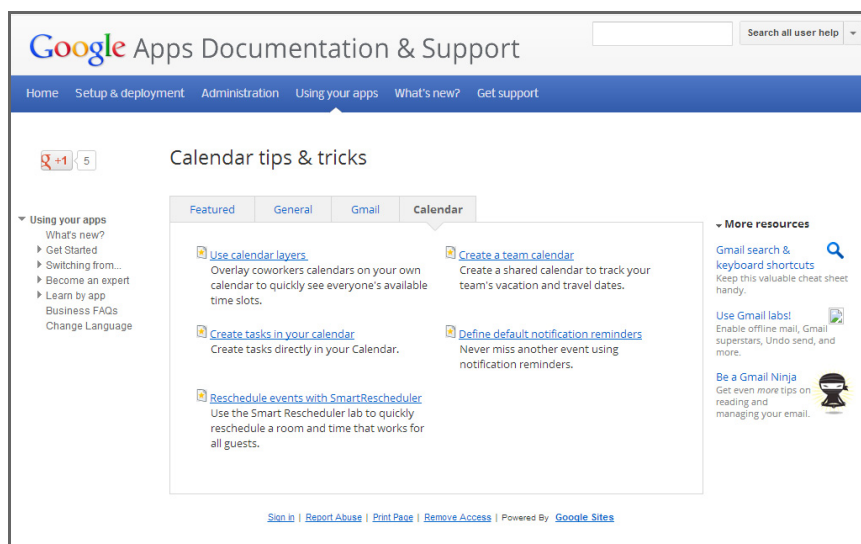 Google Apps Documentation & Support
Search all user help
Home Setup & deployment Administration Using your apps What's new? Get support
+1 5
Calendar tips & tricks
Using your apps
What's new?
Get Started
Switching from...
Become an expert
Learn by app
Business FAQs
Change Language
Featured General Gmail Calendar
Use calendar layers
Overlay coworkers calendars on your own
calendar to quickly see everyone's available
time slots.
Create a team calendar
Create a shared calendar to track your
team's vacation and travel dates.
Create tasks in your calendar
Create tasks directly in your Calendar.
Define default notification reminders
Never miss another event using
notification reminders.
Reschedule events with SmartRescheduler
Use the Smart Rescheduler lab to quickly
reschedule a room and time that works for
all guests.
More resources
Gmail search &
keyboard shortcuts
Keep this valuable cheat sheet
handy.
Use Gmail labs!
Enable offline mail, Gmail
superstars, Undo send, and
more.
Be a Gmail Ninja
Get even more tips on
reading and
managing your email.
Sign in | Report Abuse | Print Page | Remove Access | Powered By Google Sites